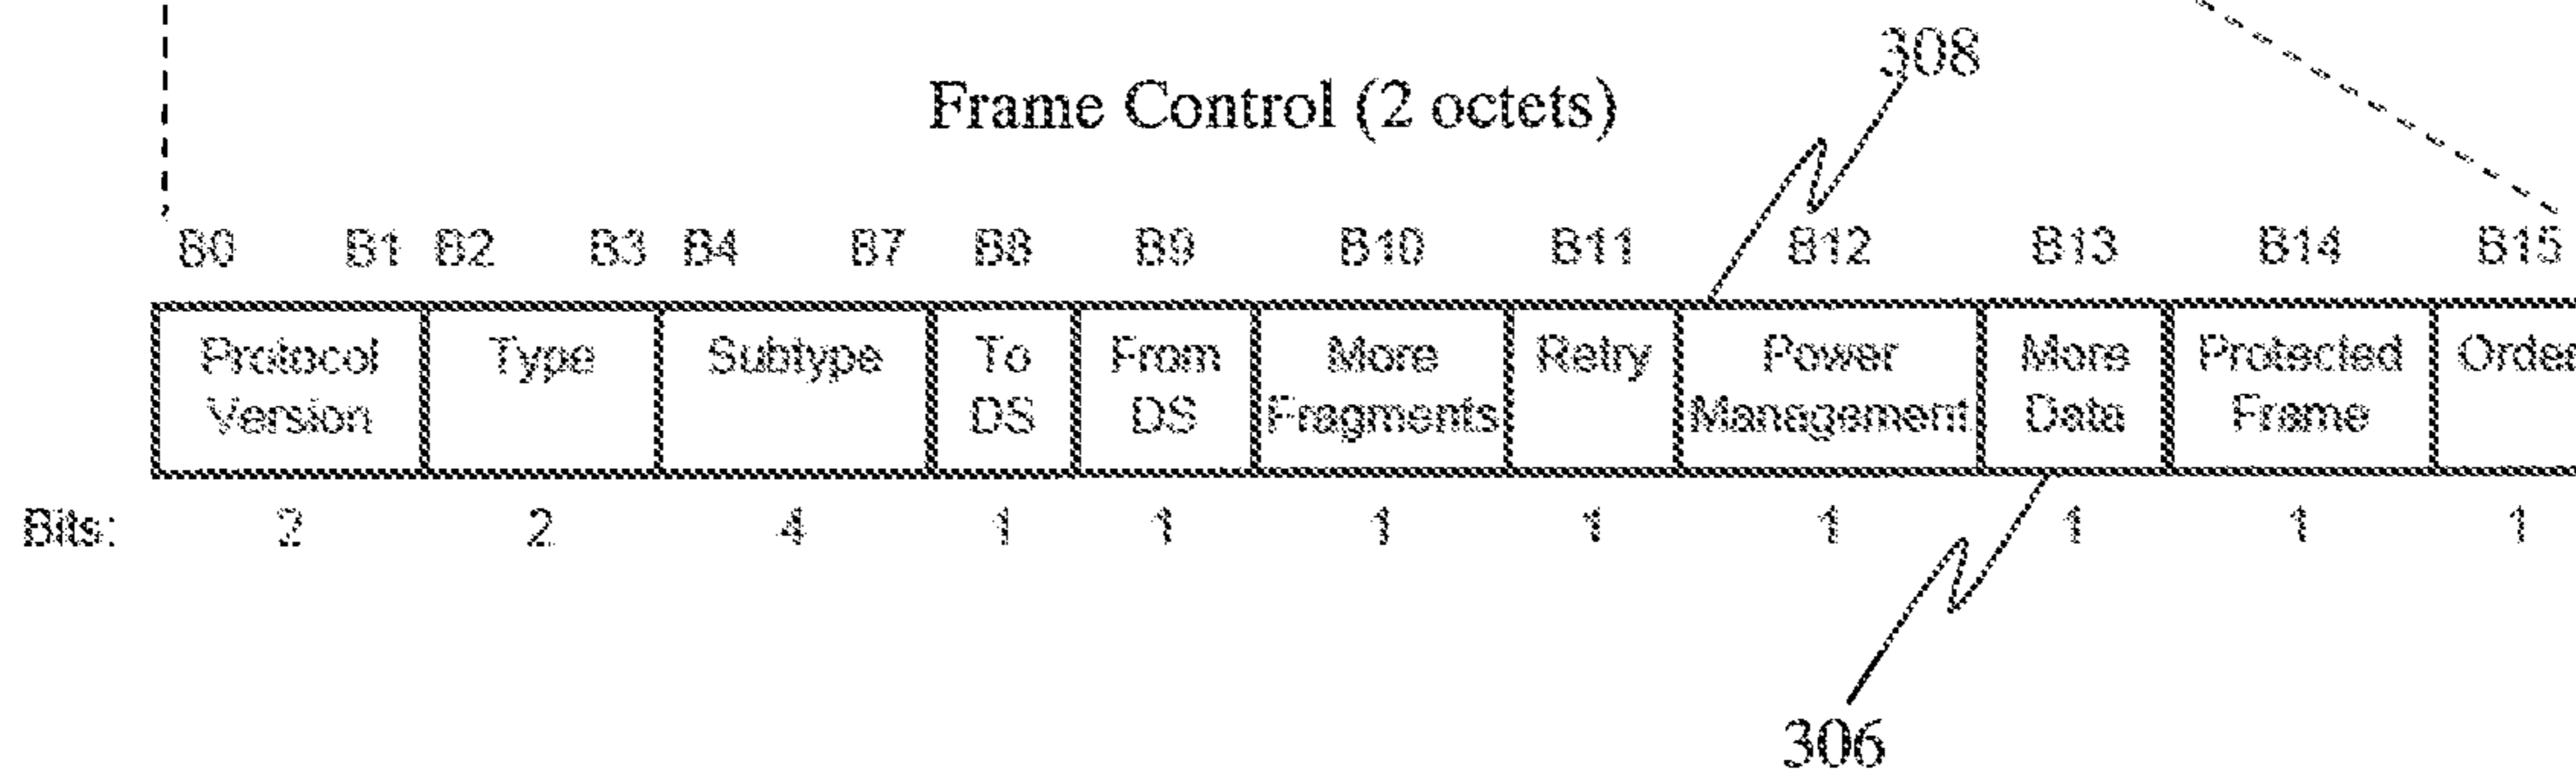 308
Frame Control (2 octets)
B0 B1 B2 B3 B4 B7 B8 B9 B10 B11 B12 B13 B14 B15
Protocol Version Type Subtype To DS From DS More Fragments Retry Power Management More Data Protected Frame Order
Bits: 2 2 4 1 1 1 1 1 1 1 1
306